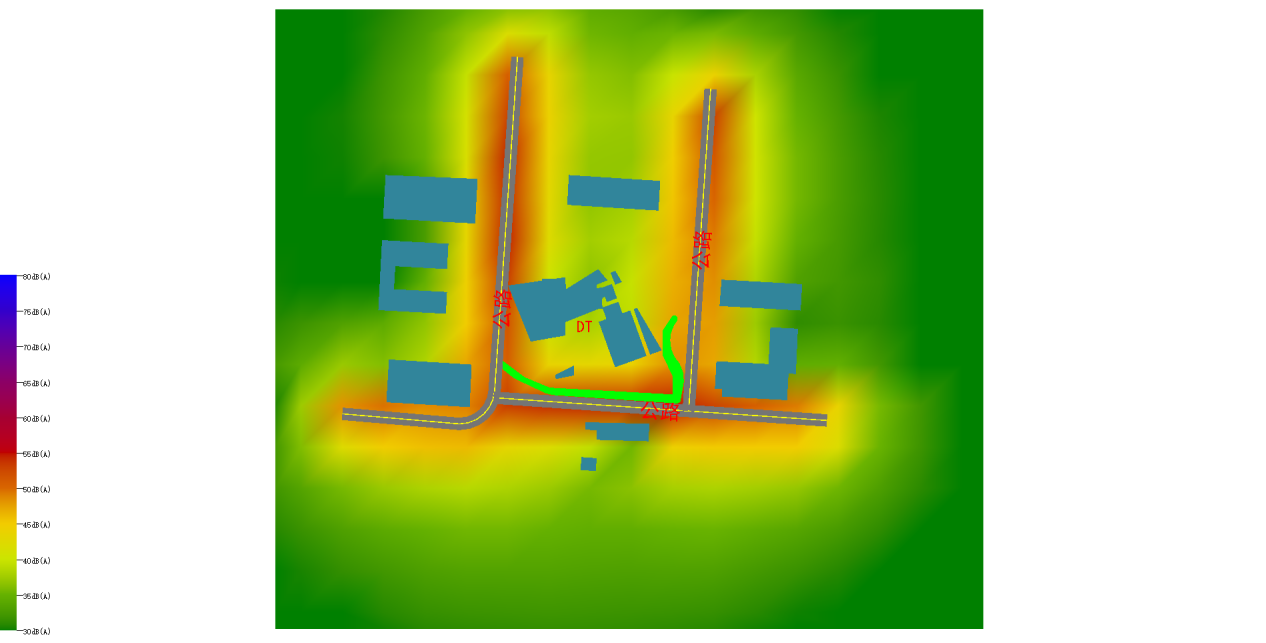 公路
80dB(A)
公路
75dB(A)
DT
70dB(A)
65dB(A)
60dB(A)
公路
55dB(A)
50dB(A)
45dB(A)
40dB(A)
35dB(A)
30dB(A)